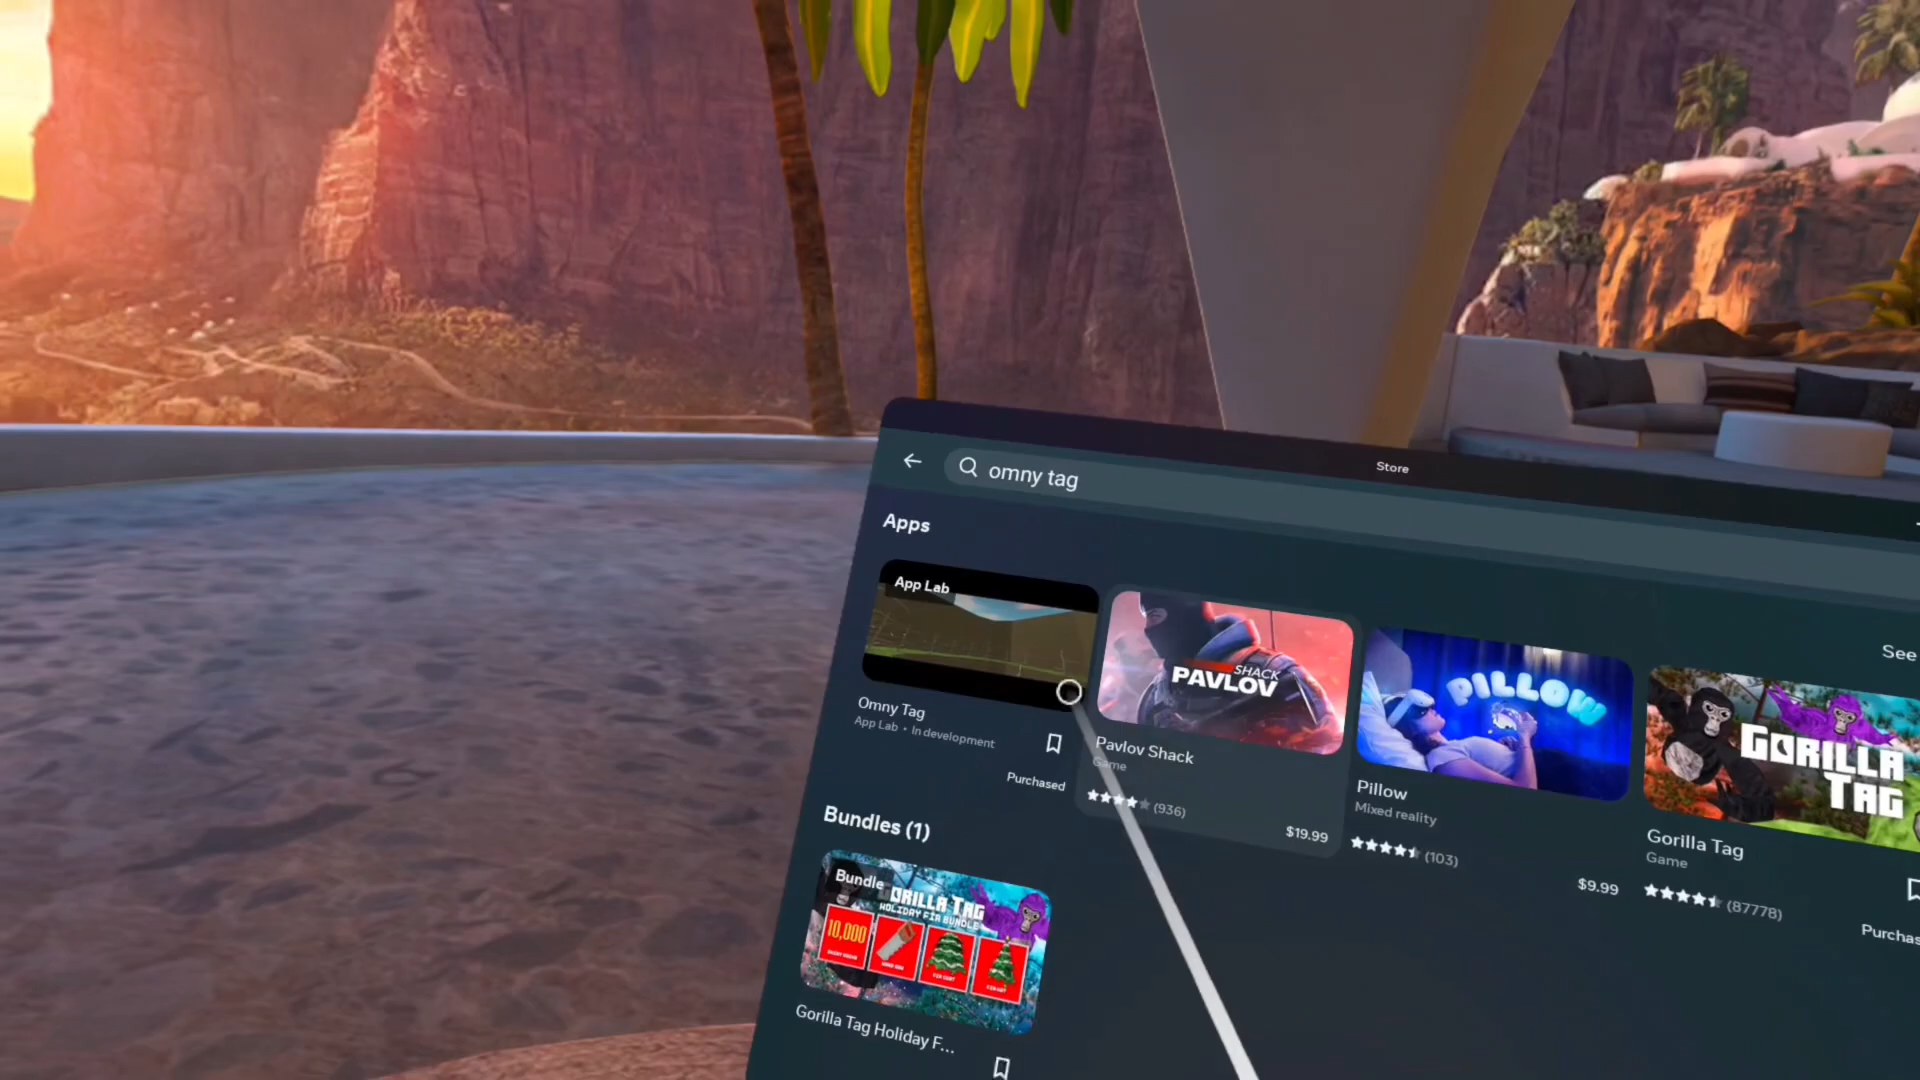 Store
omny tag
Apps
See
App Lab
Omny Tag
App Lab • In development
Purchased
SHACK
PAVLOV
Pavlov Shack
Game
(936)
$19.99
PILLOW
Pillow
Mixed reality
(103)
$9.99
GORILLA
TAG
Gorilla Tag
Game
(87778)
Purchas
Bundles (1)
Bundle
ORILLA TAG
HOLIDAY FIR BUNDLE
10,000
Gorilla Tag Holiday F...